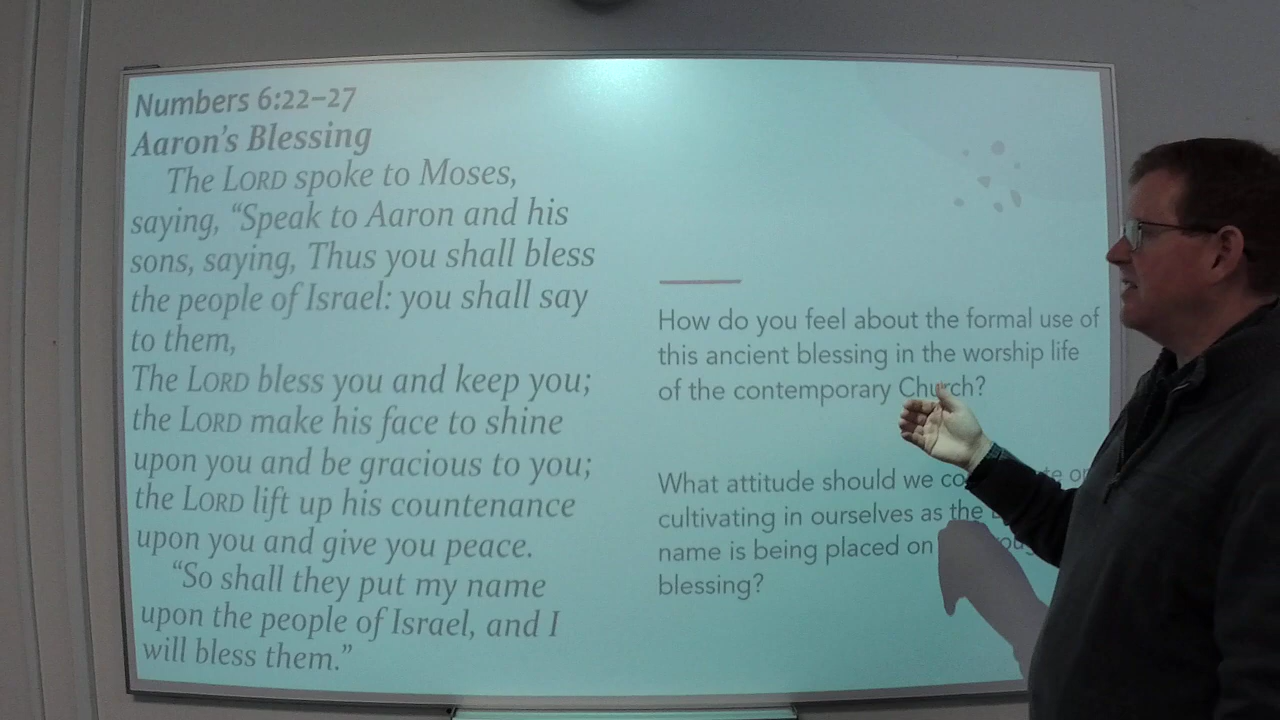 Numbers 6:22–27
Aaron's Blessing
The LORD spoke to Moses,
saying, “Speak to Aaron and his
sons, saying, Thus you shall bless
the people of Israel: you shall say
to them,
The LORD bless you and keep you;
the LORD make his face to shine
upon you and be gracious to you;
the LORD lift up his countenance
upon you and give you peace.
“So shall they put my name
upon the people of Israel, and I
will bless them.”
How do you feel about the formal use of
this ancient blessing in the worship life
of the contemporary Church?
What attitude should we
cultivating in ourselves as the
name is being placed on
blessing?